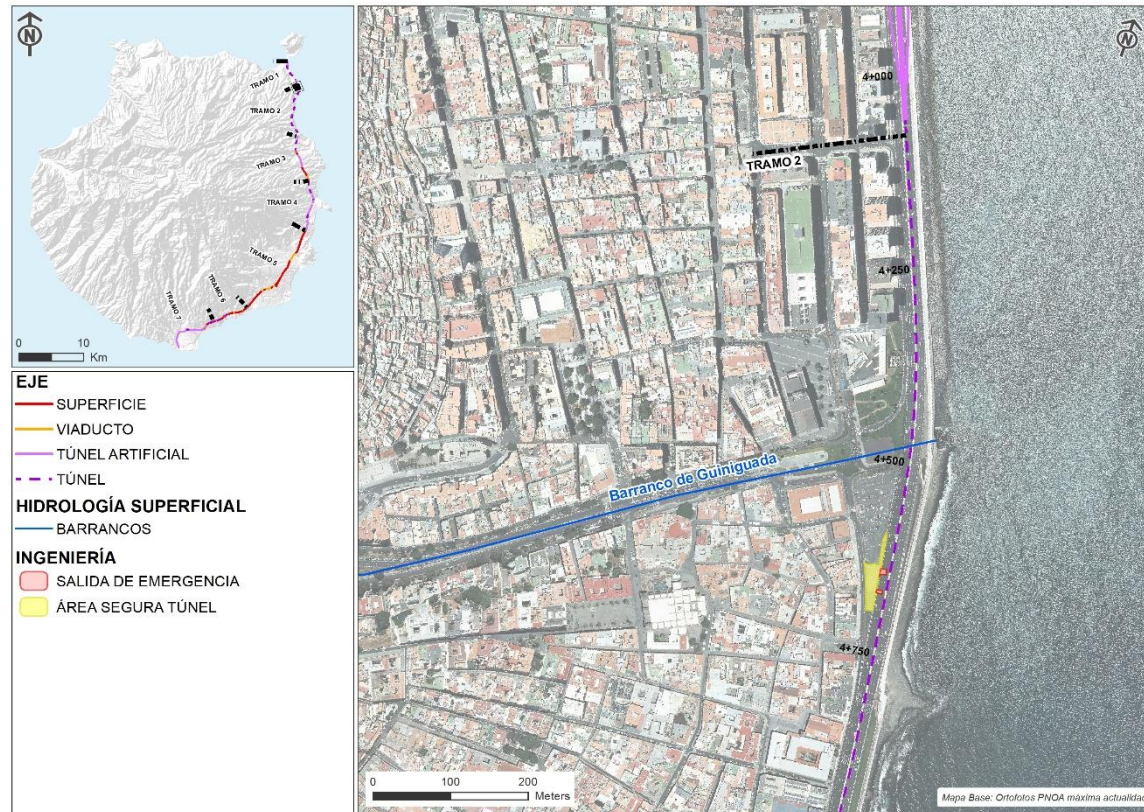 N
TRAMO 1
TRAMO 2
TRAMO 3
TRAMO 4
TRAMO 5
TRAMO 6
TRAMO 7
0 10
Km
EJE
SUPERFICIE
VIADUCTO
TÚNEL ARTIFICIAL
TÚNEL
HIDROLOGÍA SUPERFICIAL
BARRANCOS
INGENIERÍA
SALIDA DE EMERGENCIA
ÁREA SEGURA TÚNEL
N
4+000
TRAMO 2
4+250
Barranco de Guiniguada
4+500
4+750
0 100 200
Meters
Mapa Base: Ortofotos PNOA máxima actualidad